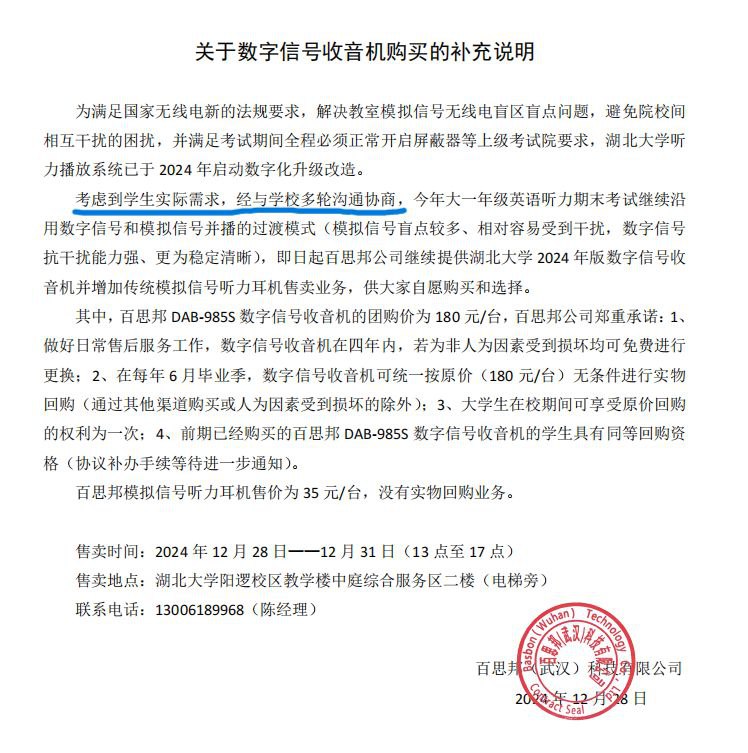 关于数字信号收音机购买的补充说明
为满足国家无线电新的法规要求，解决教室模拟信号无线电盲区盲点问题，避免院校间
相互干扰的困扰，并满足考试期间全程必须正常开启屏蔽器等上级考试院要求，湖北大学听
力播放系统已于 2024 年启动数字化升级改造。
考虑到学生实际需求，经与学校多轮沟通协商，今年大一年级英语听力期末考试继续沿
用数字信号和模拟信号并播的过渡模式（模拟信号盲点较多、相对容易受到干扰，数字信号
抗干扰能力强、更为稳定清晰），即日起百思邦公司继续提供湖北大学 2024 年版数字信号收
音机并增加传统模拟信号听力耳机售卖业务，供大家自愿购买和选择。
其中，百思邦 DAB-985S 数字信号收音机的团购价为 180 元/台，百思邦公司郑重承诺：1、
做好日常售后服务工作，数字信号收音机在四年内，若为非人为因素受到损坏均可免费进行
更换；2、在每年 6 月毕业季，数字信号收音机可统一按原价（180 元/台）无条件进行实物
回购（通过其他渠道购买或人为因素受到损坏的除外）；3、大学生在校期间可享受原价回购
的权利为一次；4、前期已经购买的百思邦 DAB-985S 数字信号收音机的学生具有同等回购资
格（协议补办手续等待进一步通知）。
百思邦模拟信号听力耳机售价为 35 元/台，没有实物回购业务。
售卖时间：2024 年 12 月 28 日——12 月 31 日（13 点至 17 点）
售卖地点：湖北大学阳逻校区教学楼中庭综合服务区二楼（电梯旁）
联系电话：13006189968（陈经理）
百思邦（武汉）科技有限公司
2024 年 12 月 28 日
Basbon(Wuhan) Technology Co., Ltd.
百思邦(武汉)科技有限公司
Contract Seal